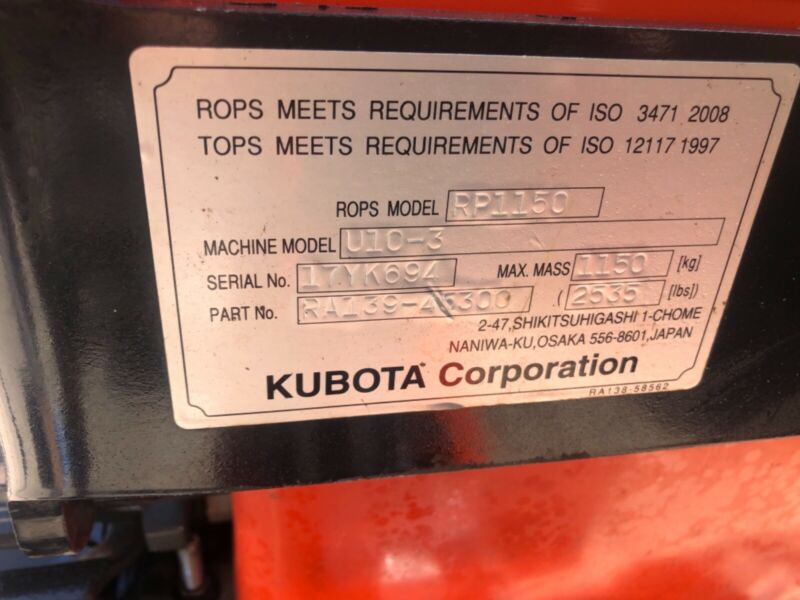 ROPS MEETS REQUIREMENTS OF ISO 3471 2008
TOPS MEETS REQUIREMENTS OF ISO 12117 1997
ROPS MODEL RP1150
MACHINE MODEL U10-3
SERIAL No. 17YK694 MAX. MASS 1150 [kg]
PART No. RA139-46300 ( 2535 [lbs])
2-47,SHIKITSUHIGASHI 1-CHOME
NANIWA-KU,OSAKA 556-8601,JAPAN
KUBOTA Corporation
RA138-58562